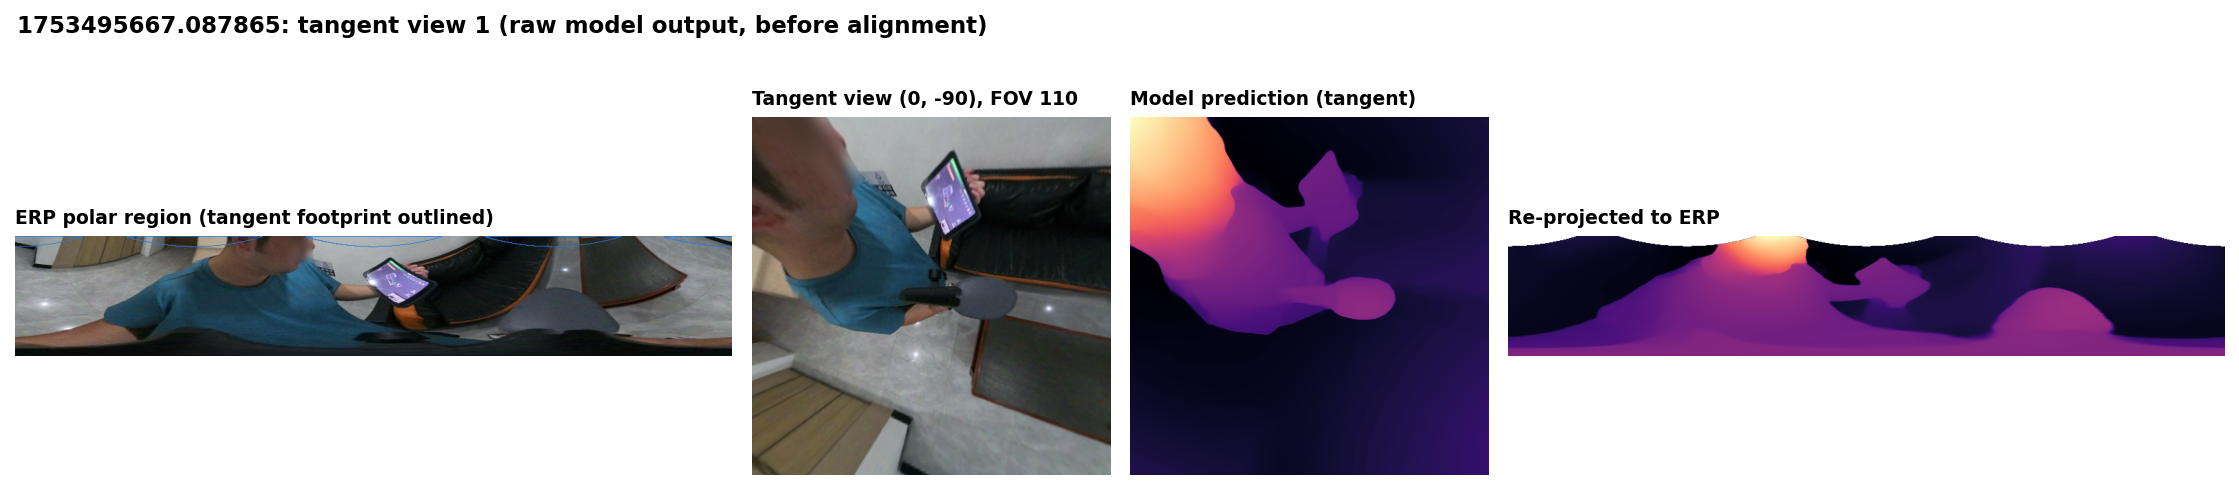 1753495667.087865: tangent view 1 (raw model output, before alignment)
Tangent view (0, -90), FOV 110
Model prediction (tangent)
ERP polar region (tangent footprint outlined)
Re-projected to ERP